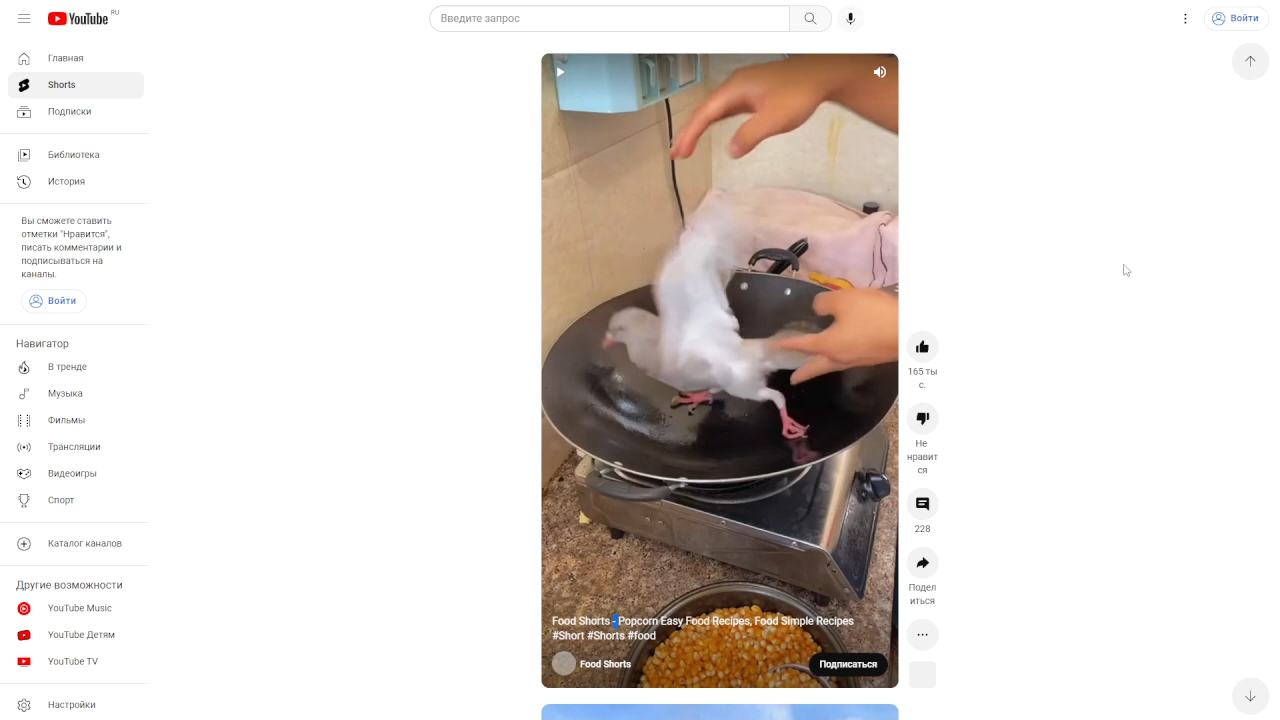 YouTube RU
Введите запрос
Войти
Главная
Shorts
Подписки
Библиотека
История
Вы сможете ставить
отметки "Нравится",
писать комментарии и
подписываться на
каналы.
Войти
Навигатор
В тренде
Музыка
Фильмы
Трансляции
Видеоигры
Спорт
Каталог каналов
Другие возможности
YouTube Music
YouTube Детям
YouTube TV
Настройки
165 ты
с.
Не
нравит
ся
228
Подел
иться
Food Shorts - Popcorn Easy Food Recipes, Food Simple Recipes
#Short #Shorts #food
Food Shorts
Подписаться